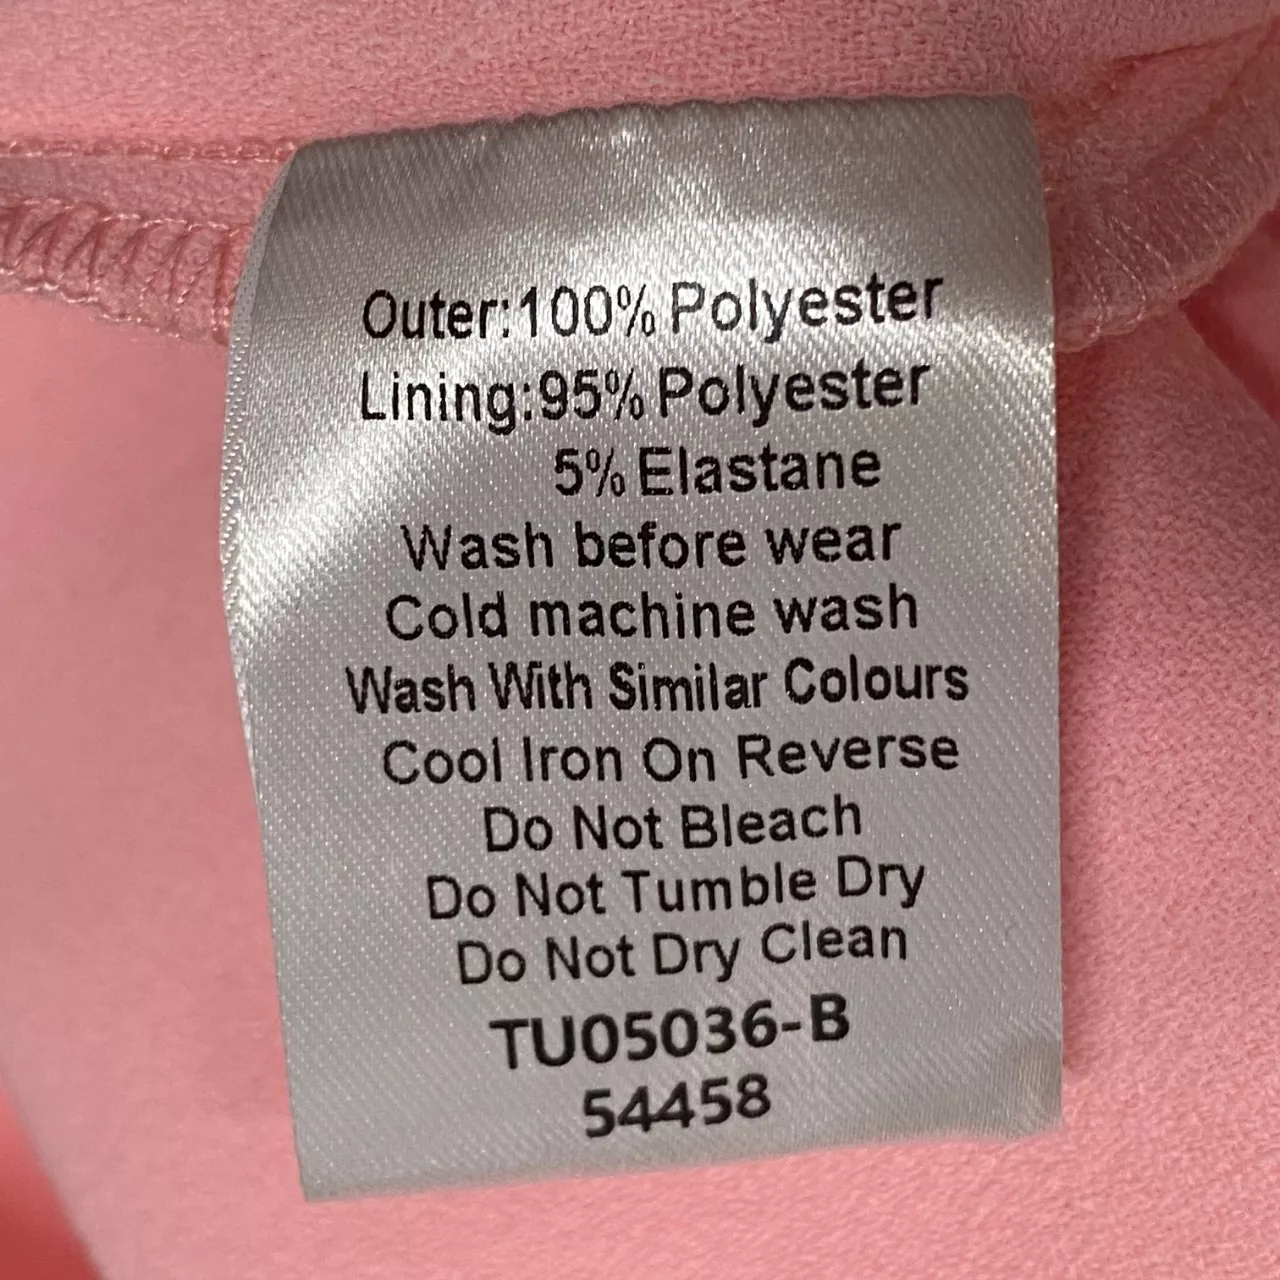 Outer:100% Polyester
Lining:95% Polyester
5% Elastane
Wash before wear
Cold machine wash
Wash With Similar Colours
Cool Iron On Reverse
Do Not Bleach
Do Not Tumble Dry
Do Not Dry Clean
TU05036-B
54458